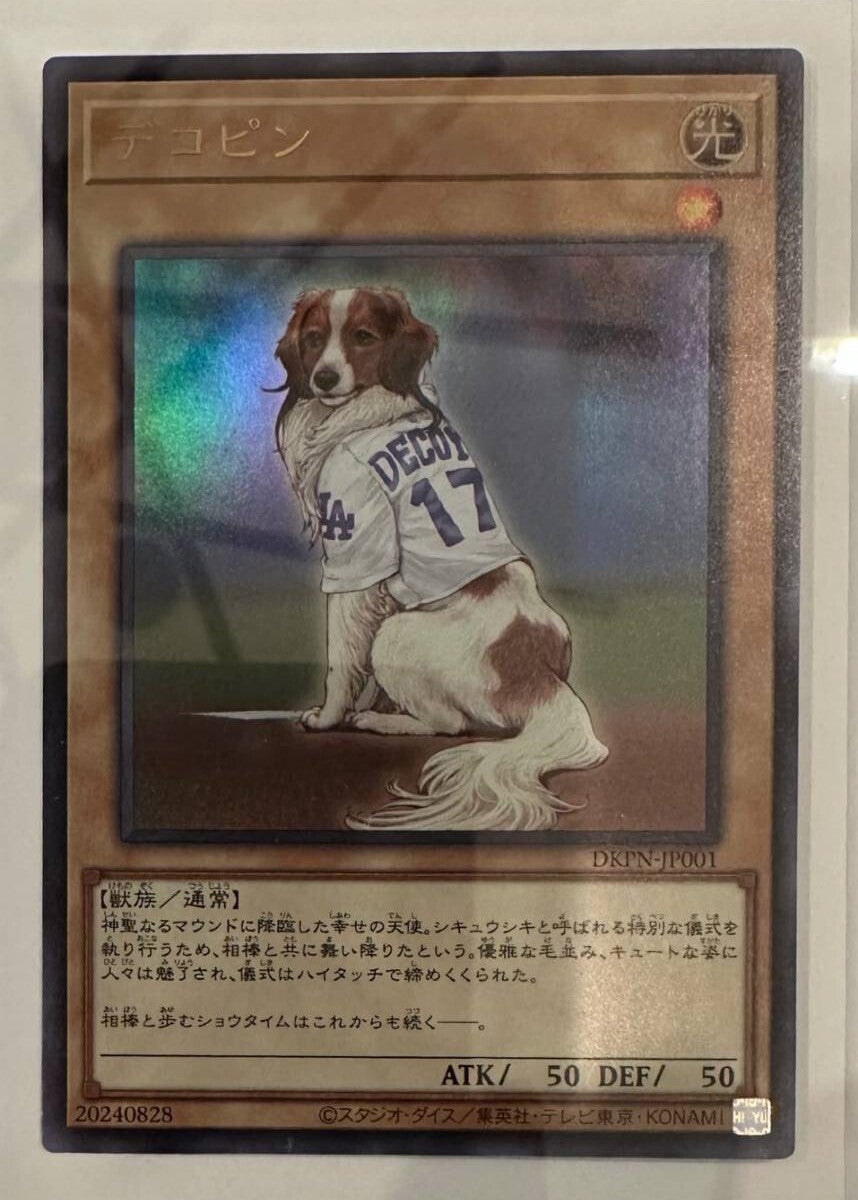 デコピン
光
DECOY
17
LA
DKPN-JP001
【獣族／通常】
神聖なるマウンドに降臨した幸せの天使。シキュウシキと呼ばれる特別な儀式を
執り行うため、相棒と共に舞い降りたという。優雅な毛並み、キュートな姿に
人々は魅了され、儀式はハイタッチで締めくくられた。
相棒と歩むショウタイムはこれからも続く――。
ATK/ 50 DEF/ 50
20240828 ©スタジオ・ダイス／集英社・テレビ東京・KONAMI